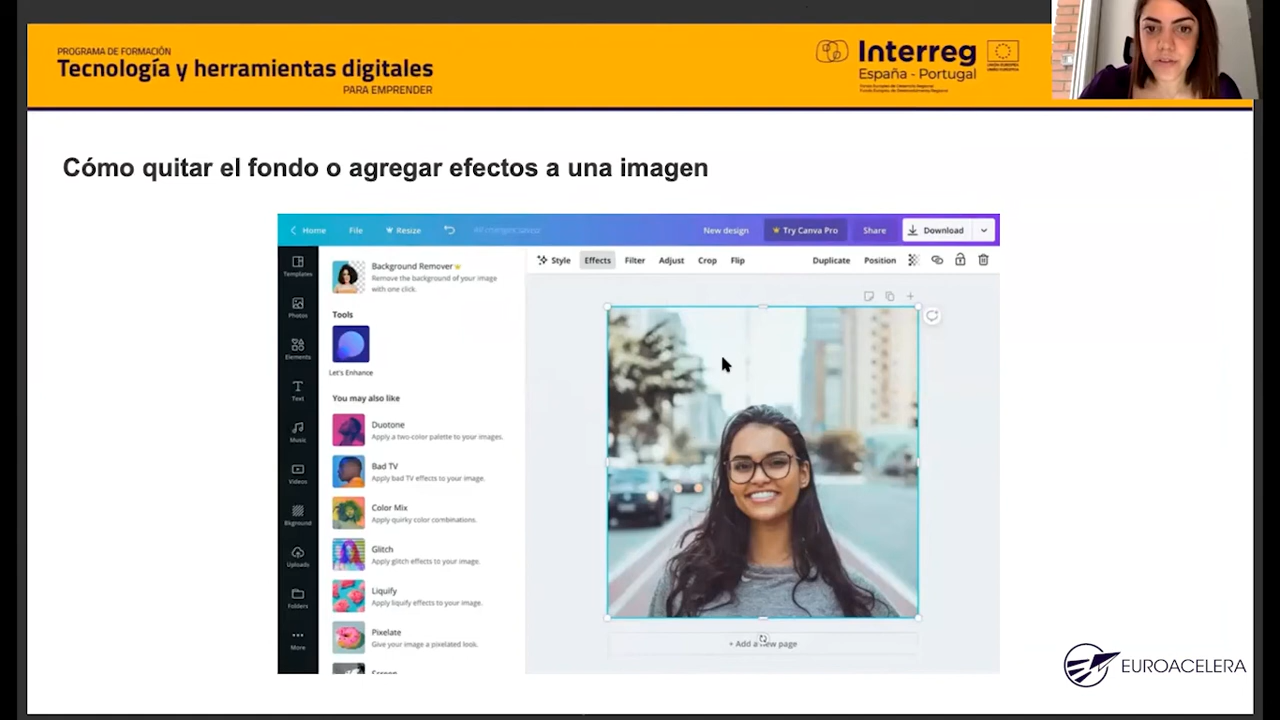 PROGRAMA DE FORMACIÓN
Tecnología y herramientas digitales
PARA EMPRENDER
Interreg
España - Portugal
Cómo quitar el fondo o agregar efectos a una imagen
Home
File
Resize
New design
Try Canva Pro
Share
Download
Templates
Photos
Elements
Text
Music
Videos
Bkground
Uploads
Folders
More
Background Remover
Remove the background of your image
with one click.
Tools
Let's Enhance
You may also like
Duotone
Apply a two-color palette to your images.
Bad TV
Apply bad TV effects to your image.
Color Mix
Apply quirky color combinations.
Glitch
Apply glitch effects to your image.
Liquify
Apply liquify effects to your image.
Pixelate
Give your image a pixelated look.
Style
Effects
Filter
Adjust
Crop
Flip
Duplicate
Position
+ Add a new page
EUROACELERA